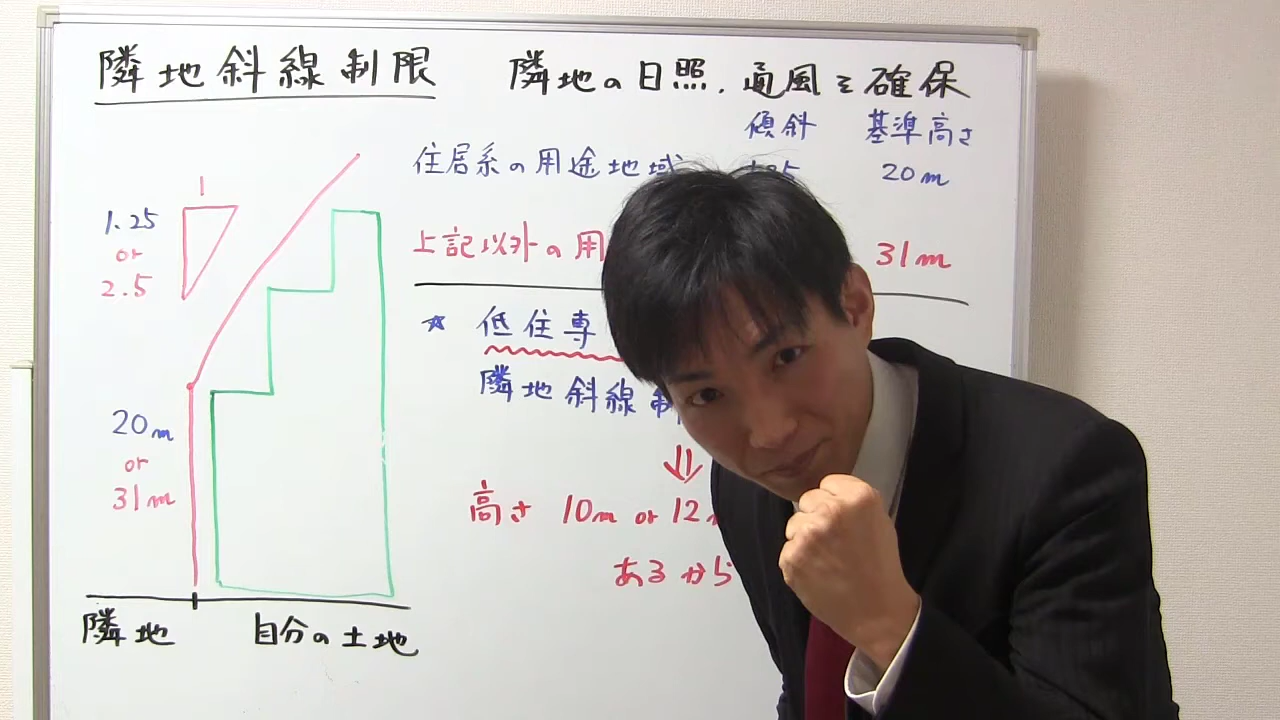 隣地斜線制限
隣地の日照、通風を確保
傾斜 基準高さ
住居系の用途地域 20m
上記以外の用 31m
☆ 低住専
隣地斜線制
⇓
高さ 10m or 12
あるから
1
1.25
or
2.5
20m
or
31m
隣地 自分の土地